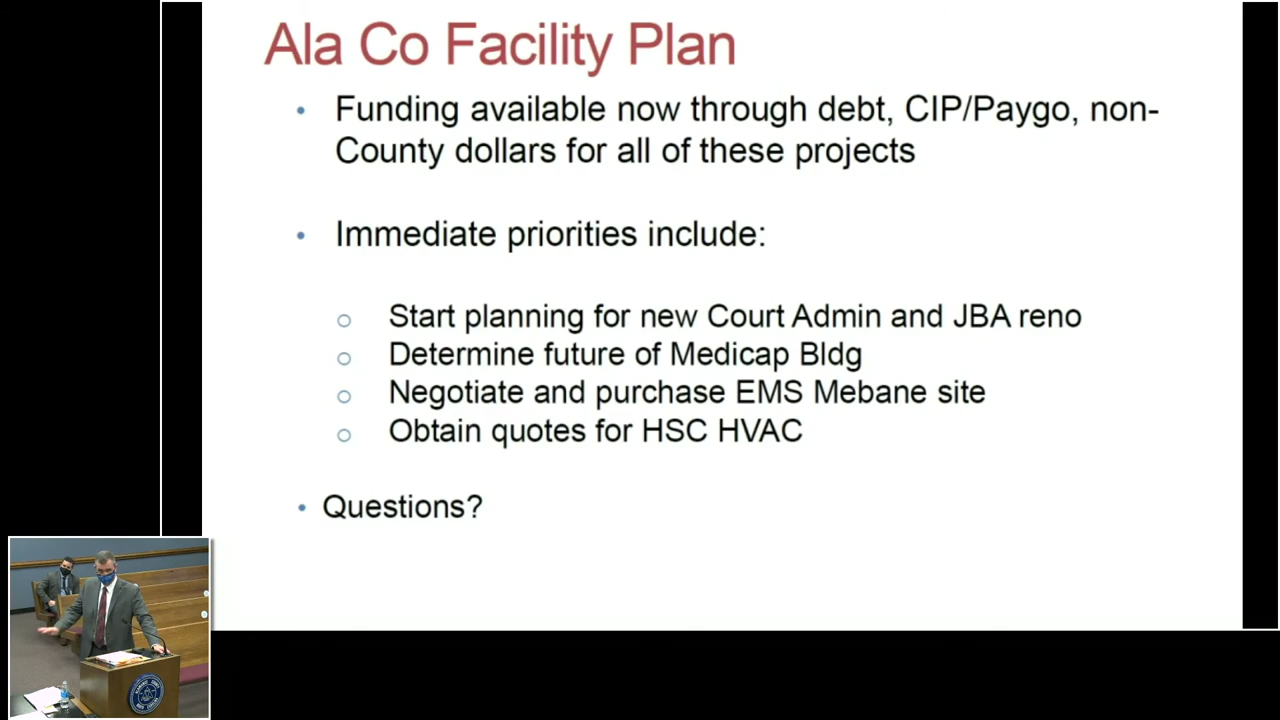 Ala Co Facility Plan
• Funding available now through debt, CIP/Paygo, non-
County dollars for all of these projects
• Immediate priorities include:
○ Start planning for new Court Admin and JBA reno
○ Determine future of Medicap Bldg
○ Negotiate and purchase EMS Mebane site
○ Obtain quotes for HSC HVAC
• Questions?